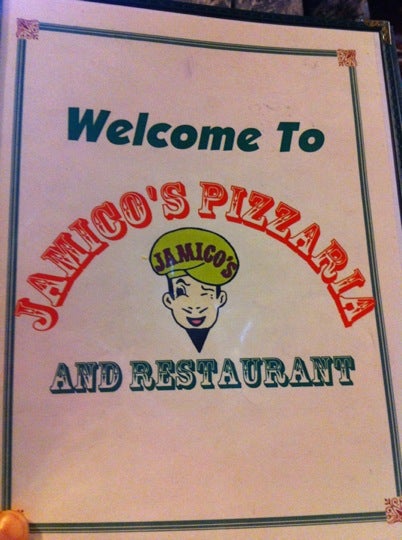 Welcome To
JAMICO'S PIZZARIA
JAMICO'S
AND RESTAURANT